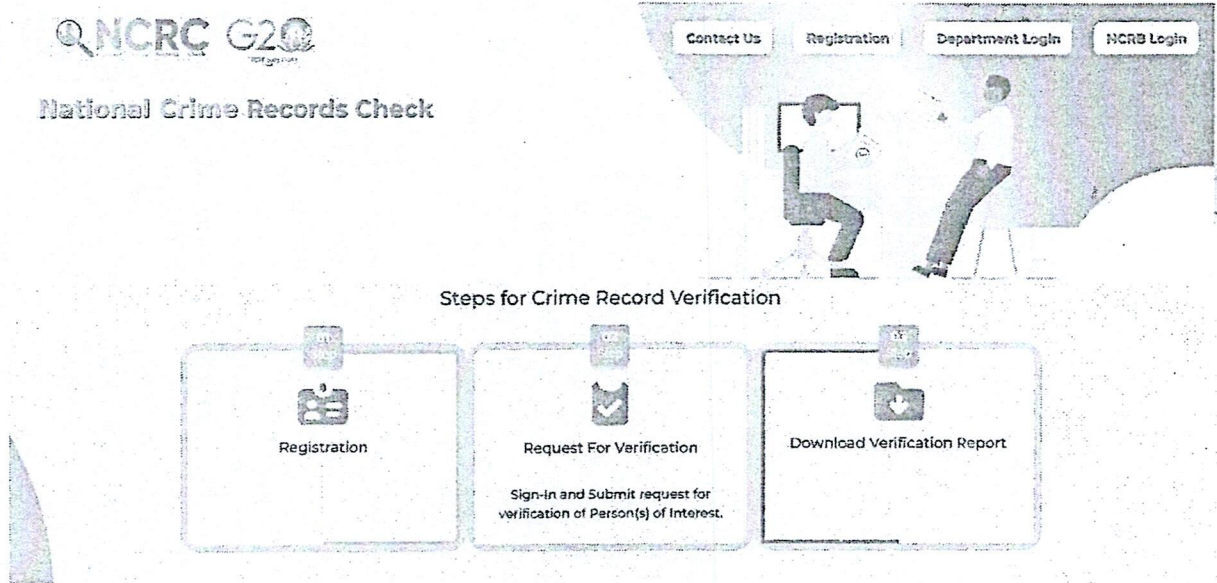 NCRC G20
Contact Us
Registration
Department Login
NCRB Login
National Crime Records Check
Steps for Crime Record Verification
Registration
Request For Verification
Sign-in and Submit request for
verification of Person(s) of Interest.
Download Verification Report